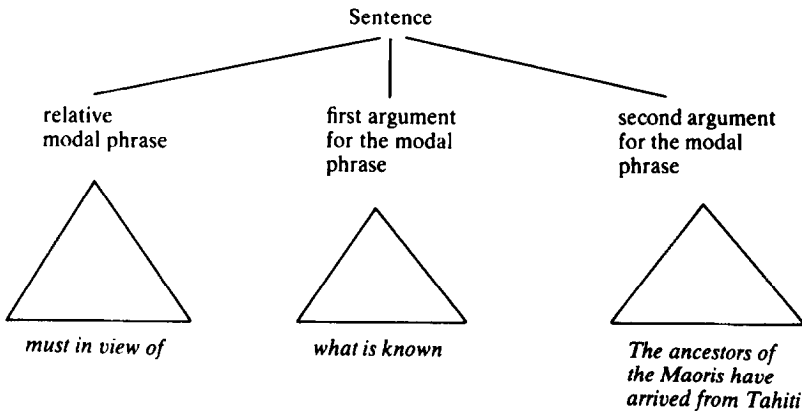 Sentence
relative
modal phrase
first argument
for the modal
phrase
second argument
for the modal
phrase
must in view of
what is known
The ancestors of
the Maoris have
arrived from Tahiti